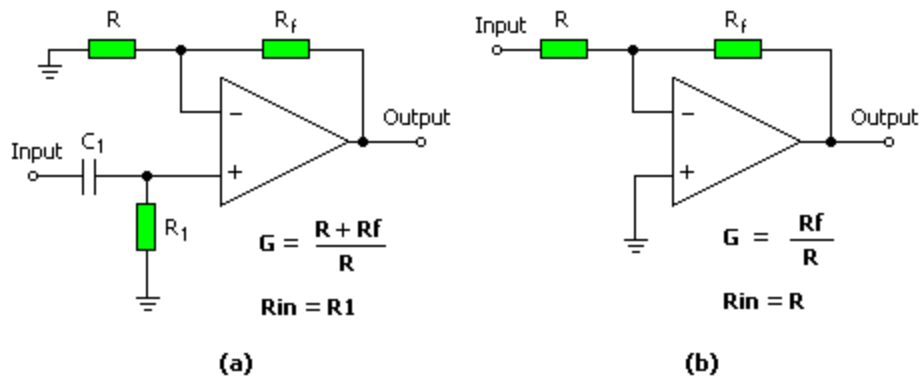 R
Rf
Input
R
Rf
−
+
Output
Input
C1
R1
G = R + Rf
R
Rin = R1
−
+
Output
G = Rf
R
Rin = R
(a)
(b)